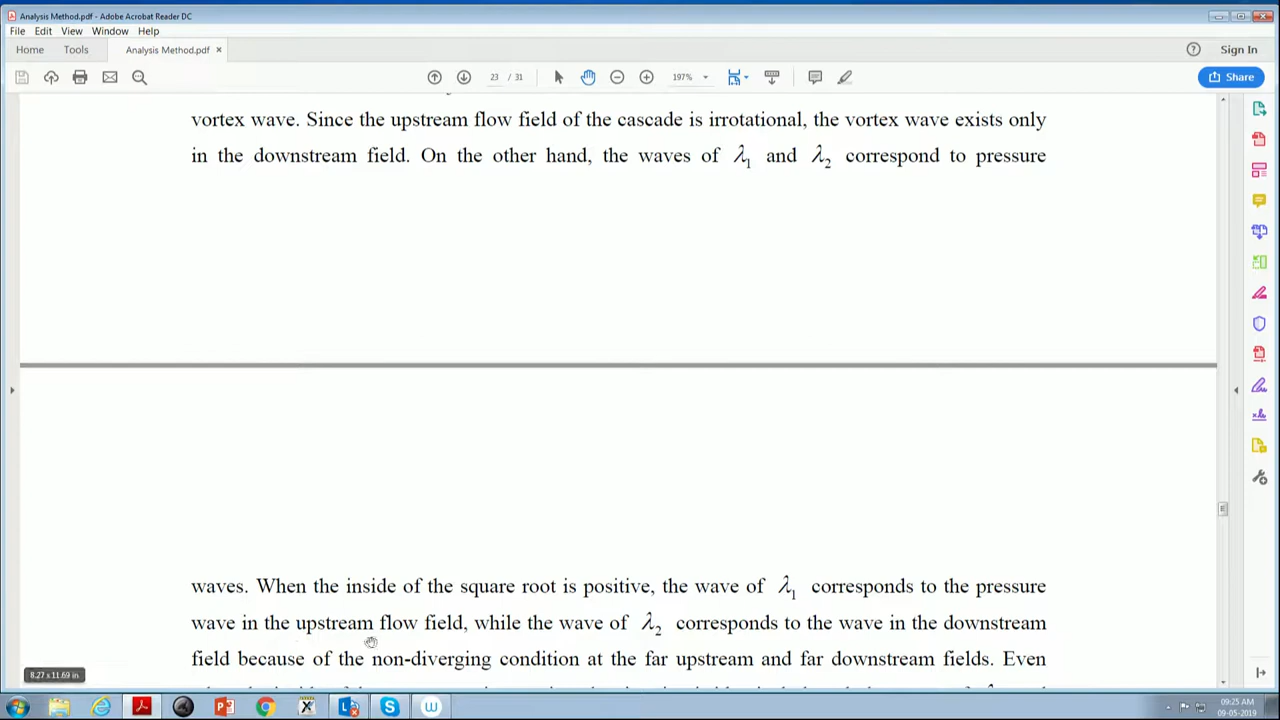 Analysis Method.pdf - Adobe Acrobat Reader DC
File Edit View Window Help
Home Tools Analysis Method.pdf × Sign In
23 / 31 197% Share
vortex wave. Since the upstream flow field of the cascade is irrotational, the vortex wave exists only
in the downstream field. On the other hand, the waves of λ₁ and λ₂ correspond to pressure
waves. When the inside of the square root is positive, the wave of λ₁ corresponds to the pressure
wave in the upstream flow field, while the wave of λ₂ corresponds to the wave in the downstream
field because of the non-diverging condition at the far upstream and far downstream fields. Even
8.27 x 11.69 in
09:25 AM
09-05-2019